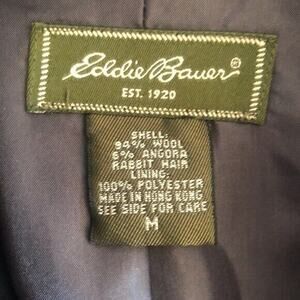 Eddie Bauer®
EST. 1920
SHELL:
94% WOOL
6% ANGORA
RABBIT HAIR
LINING:
100% POLYESTER
MADE IN HONG KONG
SEE SIDE FOR CARE
M